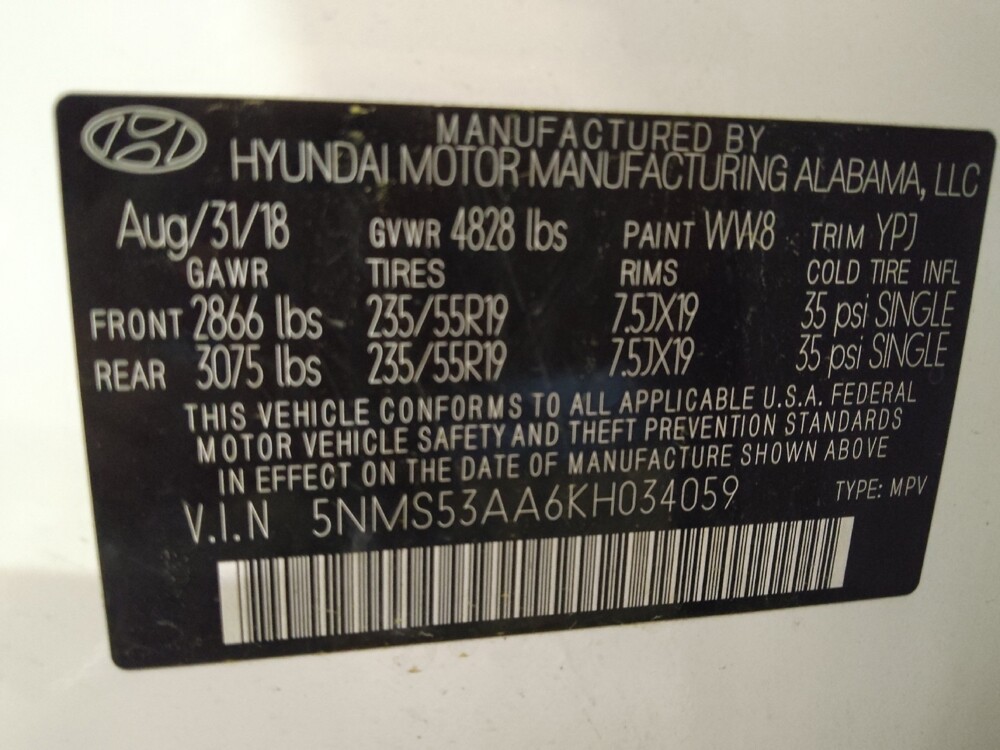 MANUFACTURED BY
HYUNDAI MOTOR MANUFACTURING ALABAMA, LLC
Aug/31/18 GVWR 4828 lbs PAINT WW8 TRIM YPJ
GAWR TIRES RIMS COLD TIRE INFL
FRONT 2866 lbs 235/55R19 7.5JX19 35 psi SINGLE
REAR 3075 lbs 235/55R19 7.5JX19 35 psi SINGLE
THIS VEHICLE CONFORMS TO ALL APPLICABLE U.S.A. FEDERAL
MOTOR VEHICLE SAFETY AND THEFT PREVENTION STANDARDS
IN EFFECT ON THE DATE OF MANUFACTURE SHOWN ABOVE
V.I.N 5NMS53AA6KH034059 TYPE: MPV